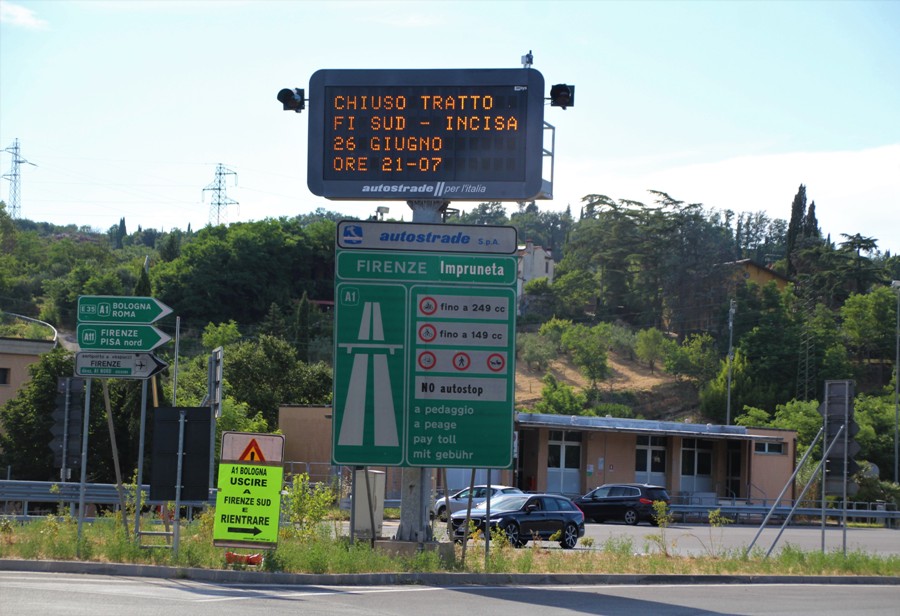 CHIUSO TRATTO
FI SUD - INCISA
26 GIUGNO
ORE 21-07
autostrade//per l'italia
autostrade S.p.A.
FIRENZE Impruneta
A1
fino a 249 cc
fino a 149 cc
NO autostop
a pedaggio
a peage
pay toll
mit gebühr
E 35 A1 BOLOGNA
ROMA
A11 FIRENZE
PISA nord
FIRENZE
A1 BOLOGNA
USCIRE
a
FIRENZE SUD
e
RIENTRARE